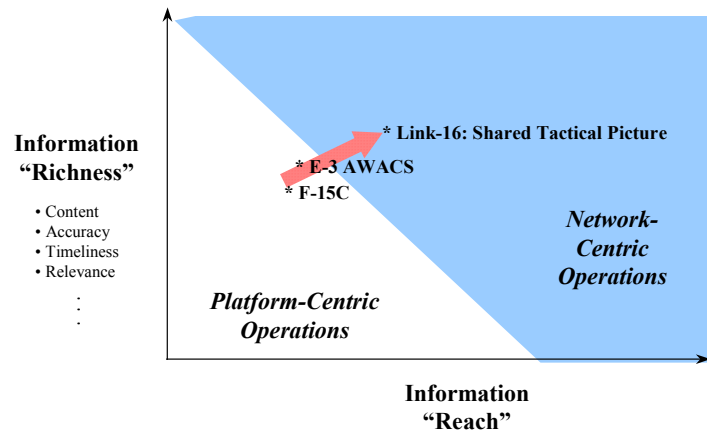 Information
“Richness”
• Content
• Accuracy
• Timeliness
• Relevance
.
.
.
* Link-16: Shared Tactical Picture
* E-3 AWACS
* F-15C
Network-
Centric
Operations
Platform-Centric
Operations
Information
“Reach”